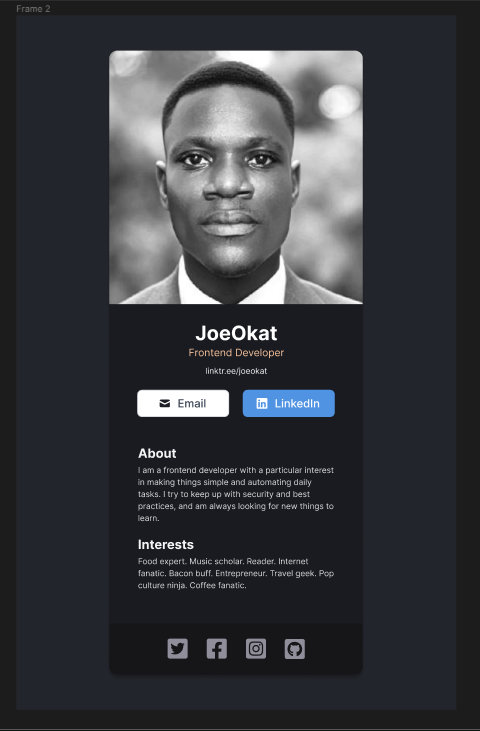 Frame 2
JoeOkat
Frontend Developer
linktr.ee/joeokat
Email
LinkedIn
About
I am a frontend developer with a particular interest
in making things simple and automating daily
tasks. I try to keep up with security and best
practices, and am always looking for new things to
learn.
Interests
Food expert. Music scholar. Reader. Internet
fanatic. Bacon buff. Entrepreneur. Travel geek. Pop
culture ninja. Coffee fanatic.